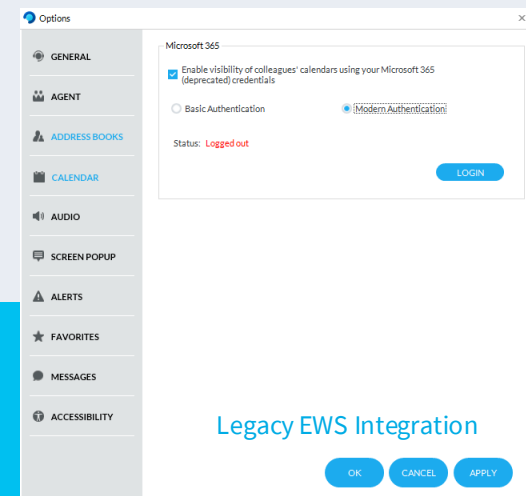 Options
GENERAL
AGENT
ADDRESS BOOKS
CALENDAR
AUDIO
SCREEN POPUP
ALERTS
FAVORITES
MESSAGES
ACCESSIBILITY
Microsoft 365
Enable visibility of colleagues' calendars using your Microsoft 365
(deprecated) credentials
Basic Authentication
Modern Authentication
Status: Logged out
LOGIN
Legacy EWS Integration
OK
CANCEL
APPLY